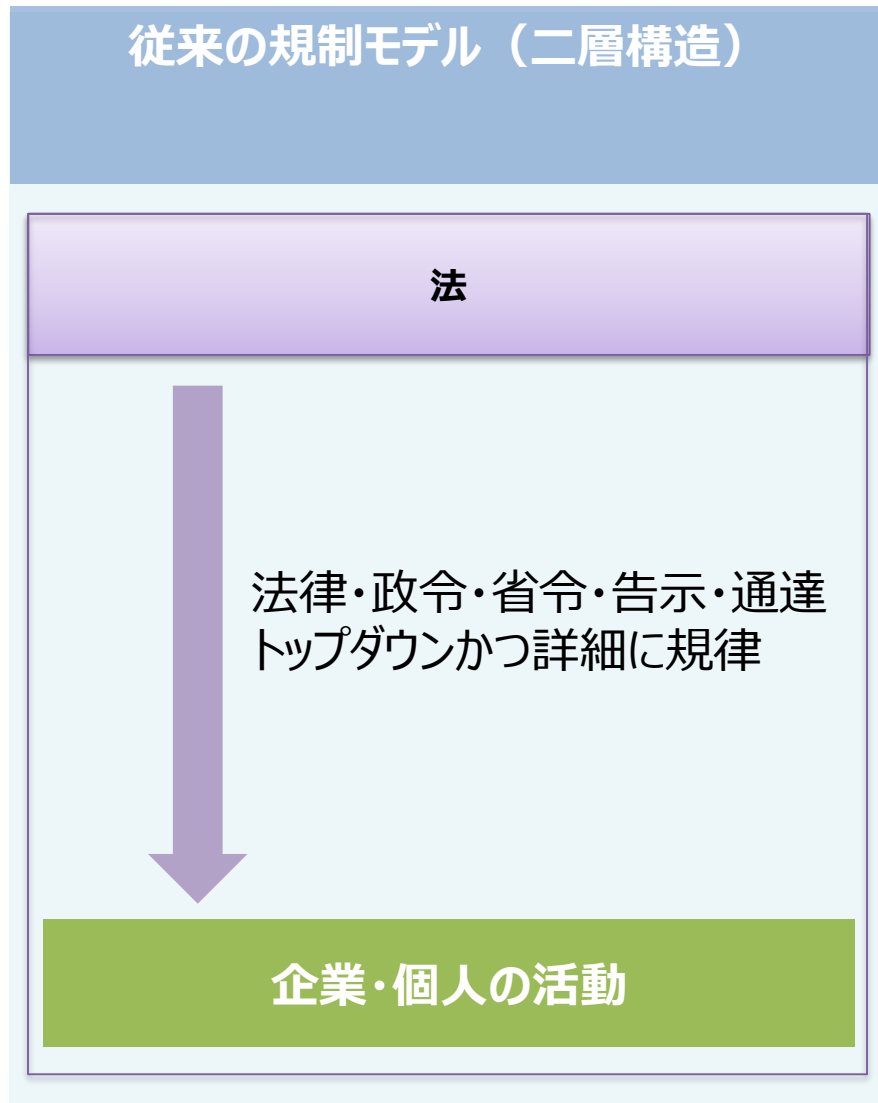 従来の規制モデル（二層構造）
法
法律・政令・省令・告示・通達
トップダウンかつ詳細に規律
企業・個人の活動